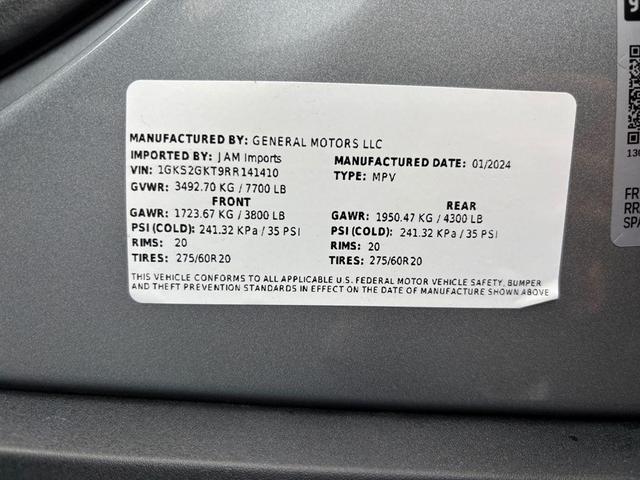 MANUFACTURED BY: GENERAL MOTORS LLC
IMPORTED BY: J AM Imports
MANUFACTURED DATE: 01/2024
VIN: 1GKS2GKT9RR141410
TYPE: MPV
GVWR: 3492.70 KG / 7700 LB
FRONT
REAR
GAWR: 1723.67 KG / 3800 LB
GAWR: 1950.47 KG / 4300 LB
PSI (COLD): 241.32 KPa / 35 PSI
PSI (COLD): 241.32 KPa / 35 PSI
RIMS: 20
RIMS: 20
TIRES: 275/60R20
TIRES: 275/60R20
THIS VEHICLE CONFORMS TO ALL APPLICABLE U.S. FEDERAL MOTOR VEHICLE SAFETY, BUMPER
AND THEFT PREVENTION STANDARDS IN EFFECT ON THE DATE OF MANUFACTURE SHOWN ABOVE
FR
RR
SPA